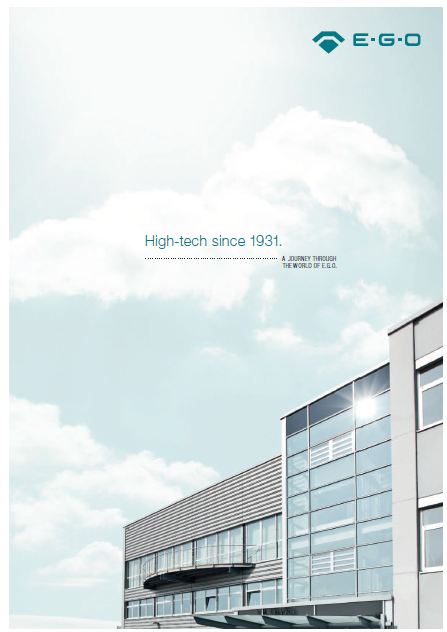 E·G·O
High-tech since 1931.
A JOURNEY THROUGH
THE WORLD OF E.G.O.